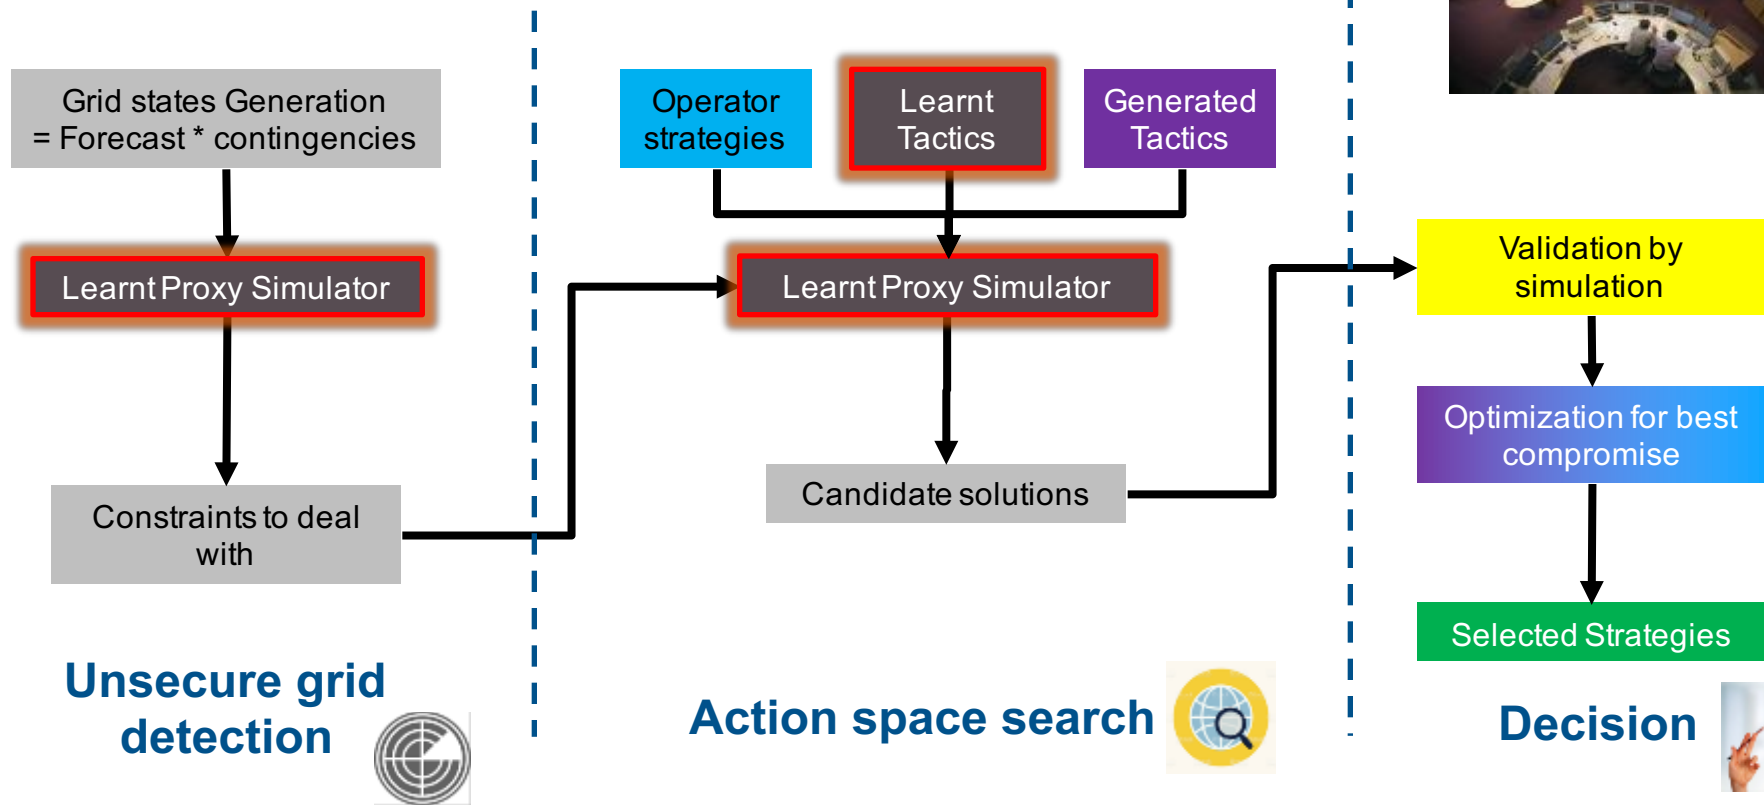 Grid states Generation
= Forecast * contingencies
Learnt Proxy Simulator
Constraints to deal
with
Unsecure grid
detection
Operator
strategies
Learnt
Tactics
Generated
Tactics
Learnt Proxy Simulator
Candidate solutions
Action space search
Validation by
simulation
Optimization for best
compromise
Selected Strategies
Decision